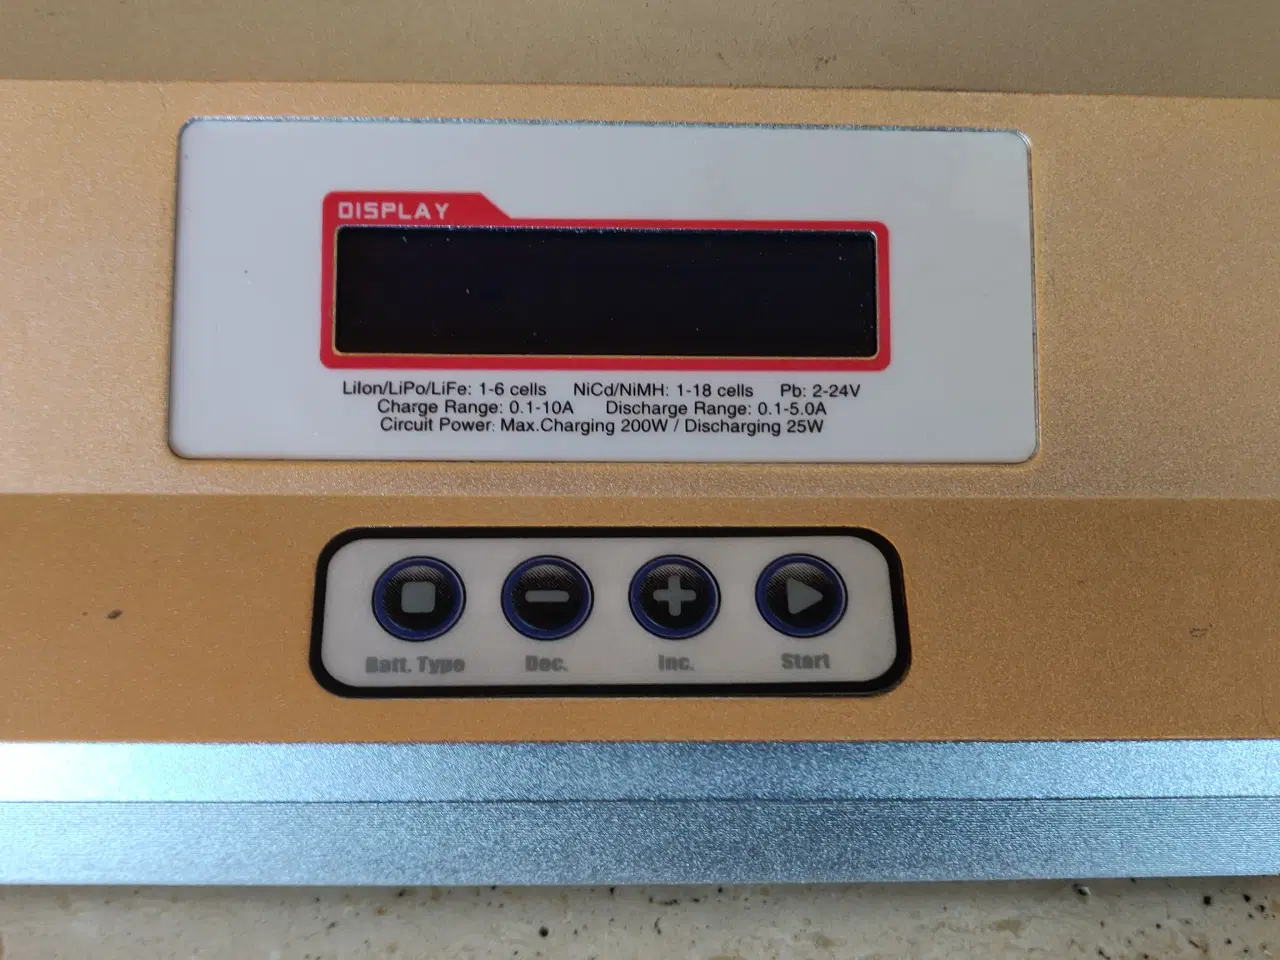 DISPLAY
LiIon/LiPo/LiFe: 1-6 cells NiCd/NiMH: 1-18 cells Pb: 2-24V
Charge Range: 0.1-10A Discharge Range: 0.1-5.0A
Circuit Power: Max.Charging 200W / Discharging 25W
Batt. Type Dec. Inc. Start